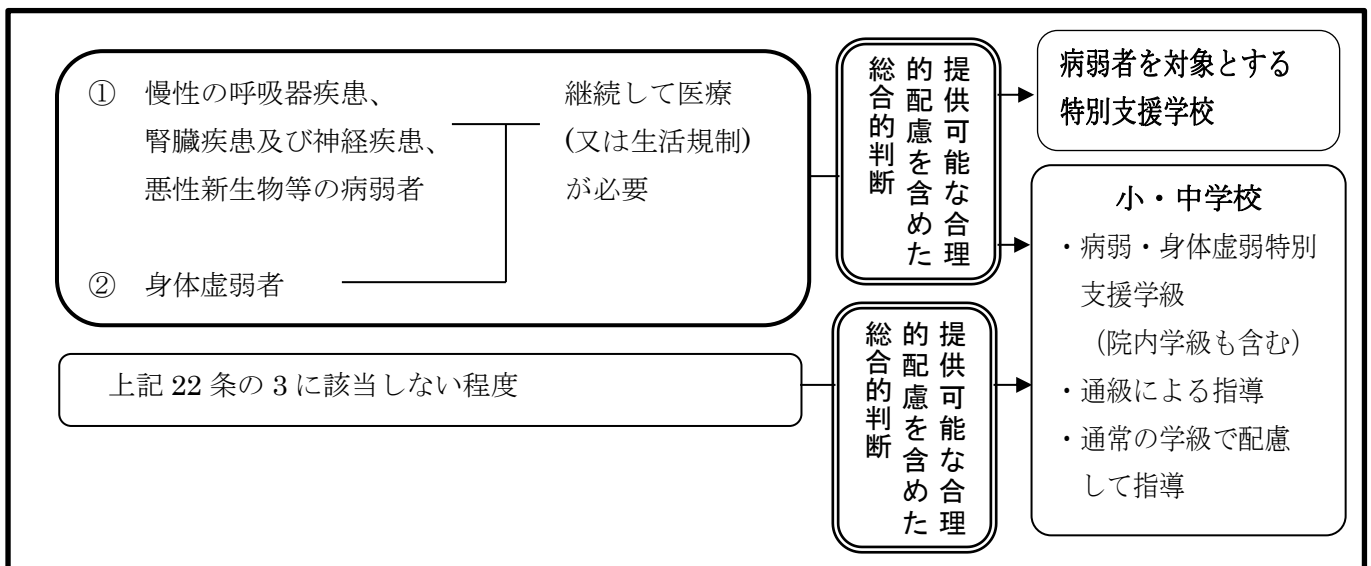 ① 慢性の呼吸器疾患、
腎臓疾患及び神経疾患、
悪性新生物等の病弱者
継続して医療
(又は生活規制)
が必要
② 身体虚弱者
提供可能な合理
的配慮を含めた
総合的判断
病弱者を対象とする
特別支援学校
小・中学校
・病弱・身体虚弱特別
支援学級
（院内学級も含む）
・通級による指導
・通常の学級で配慮
して指導
上記 22 条の 3 に該当しない程度
提供可能な合理
的配慮を含めた
総合的判断